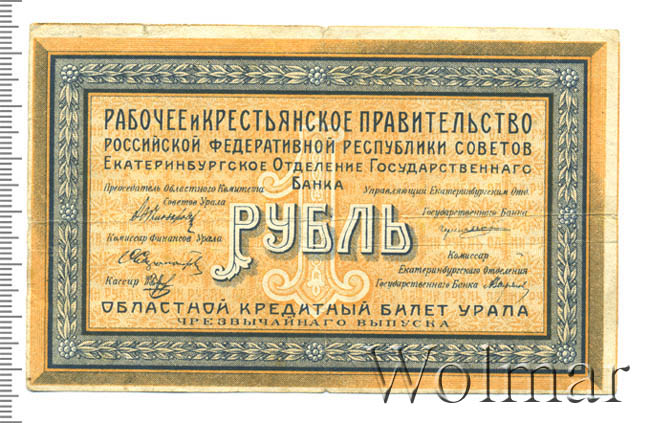 РАБОЧЕЕ И КРЕСТЬЯНСКОЕ ПРАВИТЕЛЬСТВО
РОССИЙСКОЙ ФЕДЕРАТИВНОЙ РЕСПУБЛИКИ СОВЕТОВ
ЕКАТЕРИНБУРГСКОЕ ОТДЕЛЕНИЕ ГОСУДАРСТВЕННАГО
БАНКА
Председатель Областного Комитета
Советов Урала
Управляющий Екатеринбургским Отд.
Государственного Банка
1
РУБЛЬ
Комиссар Финансов Урала
Кассир
Комиссар
Екатеринбургского Отделения
Государственного Банка
ОБЛАСТНОЙ КРЕДИТНЫЙ БИЛЕТ УРАЛА
ЧРЕЗВЫЧАЙНАГО ВЫПУСКА
Wolmar